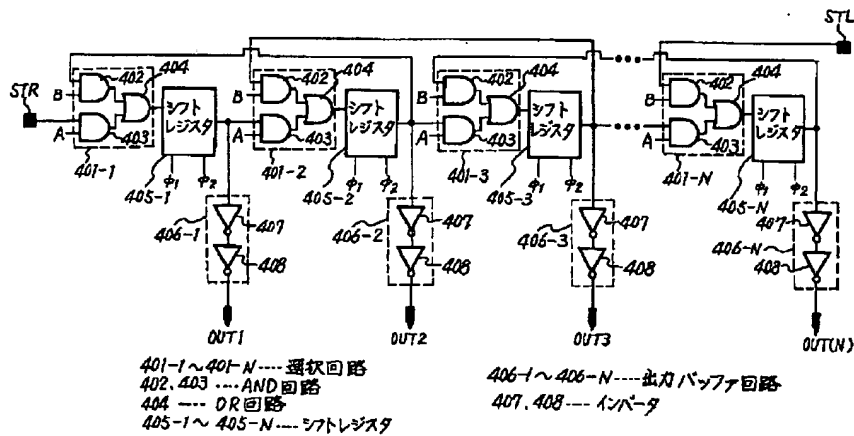 STL
402 404 402 404 402 404 402 404
STR B シフト レジスタ B シフト レジスタ B シフト レジスタ B シフト レジスタ
A 403 A 403 A 403 A 403
401-1 φ1 φ2 401-2 φ1 φ2 401-3 φ1 φ2 401-N φ1 φ2
405-1 405-2 405-3 405-N
406-1 407 406-2 407 406-3 407 407 406-N
408 408 408 408
OUT1 OUT2 OUT3 OUT(N)
401-1~401-N----選択回路
402,403 ----AND回路
404 ---- OR回路
405-1~405-N----シフトレジスタ
406-1~406-N----出力バッファ回路
407,408---- インバータ